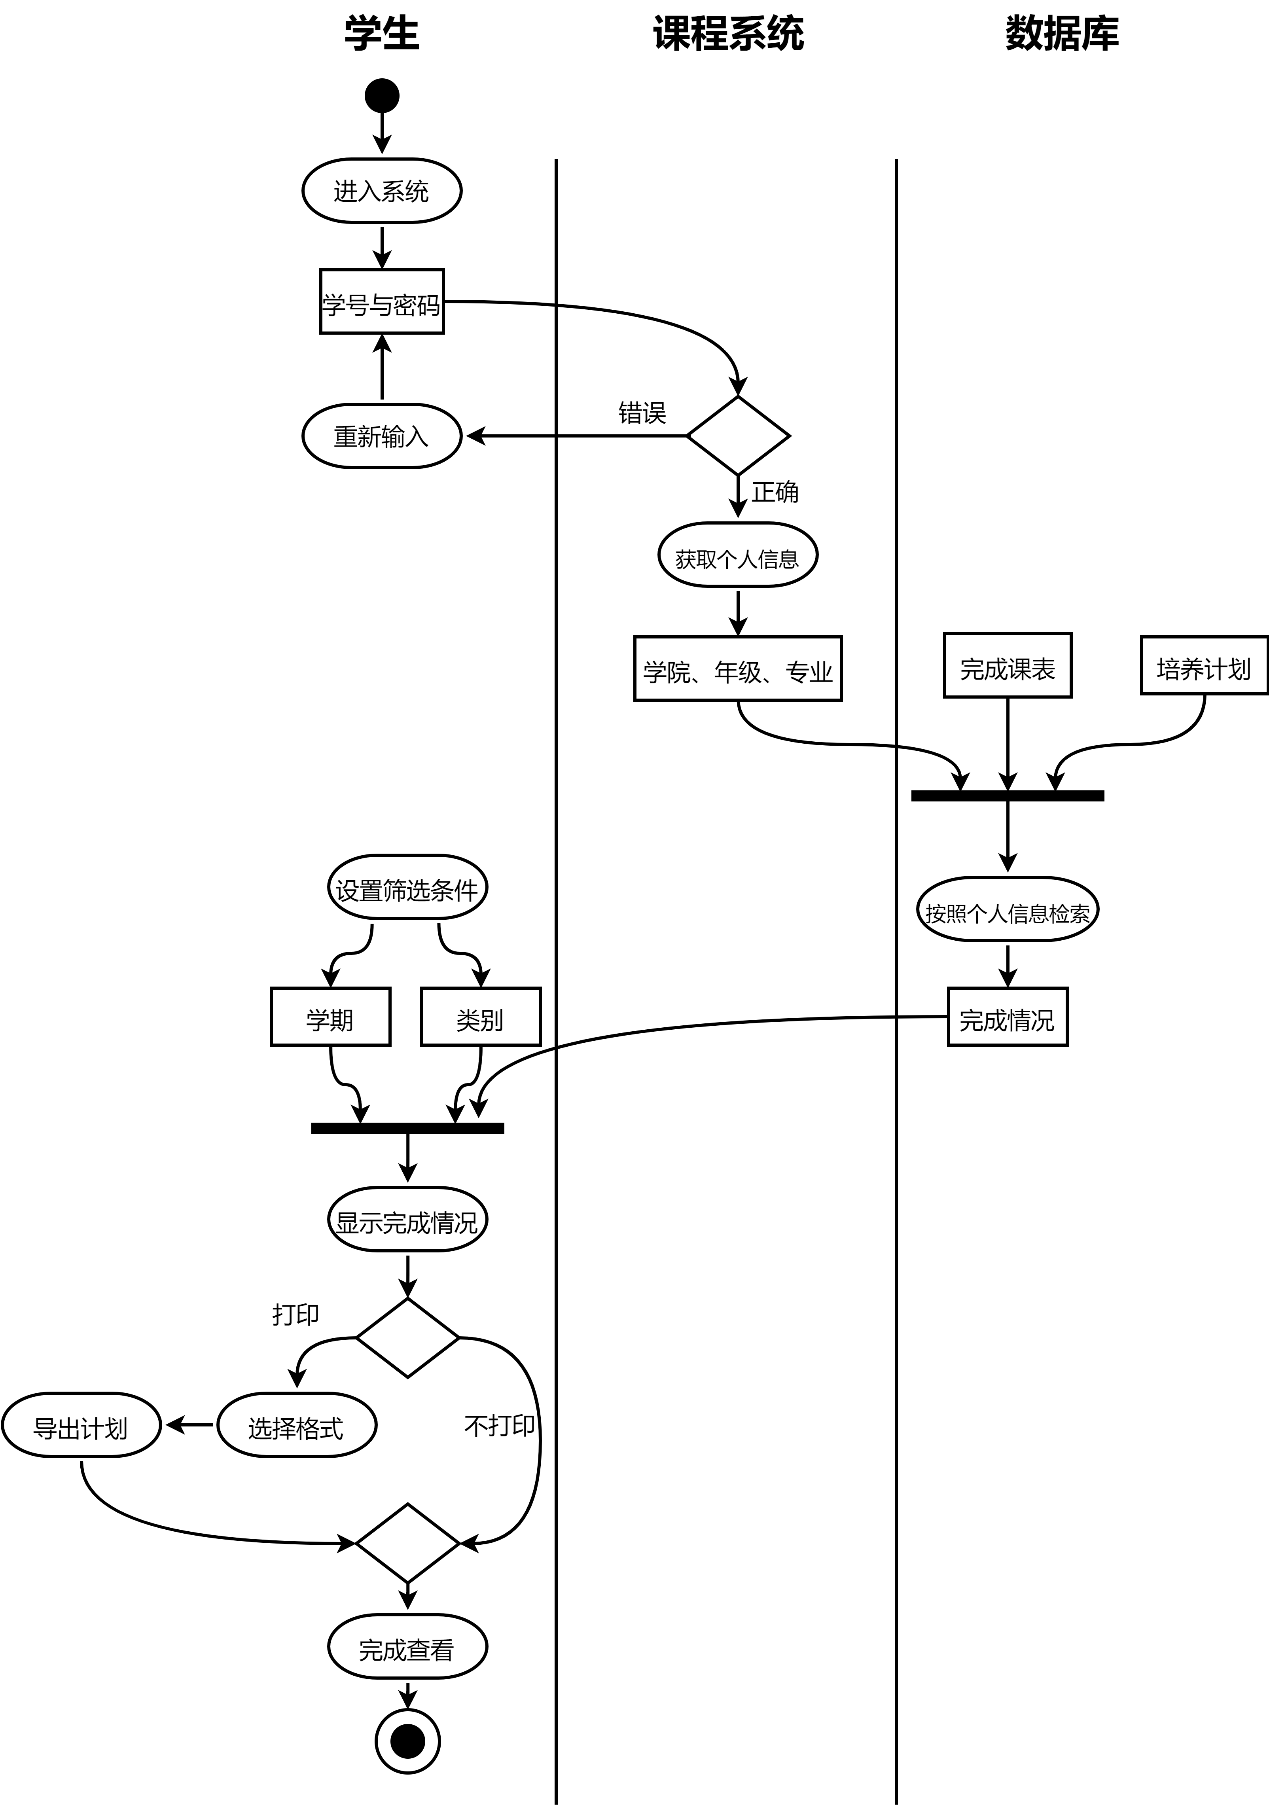 学生
课程系统
数据库
进入系统
学号与密码
错误
重新输入
正确
获取个人信息
学院、年级、专业
完成课表
培养计划
设置筛选条件
按照个人信息检索
学期
类别
完成情况
显示完成情况
打印
不打印
导出计划
选择格式
完成查看